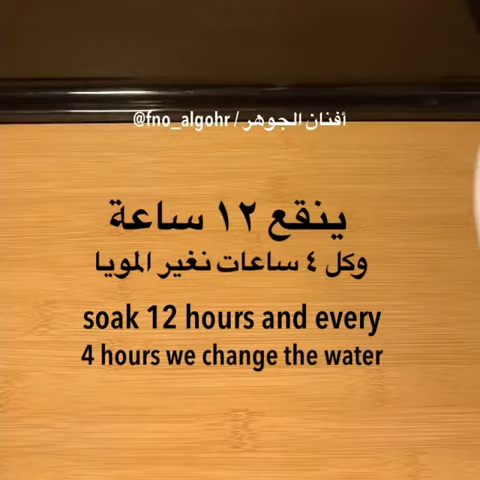 @fno_algohr / أفنان الجوهر
ينقع ١٢ ساعة
وكل ٤ ساعات نغير المويا
soak 12 hours and every
4 hours we change the water